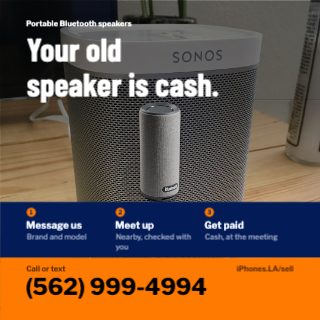 Portable Bluetooth speakers
Your old
speaker is cash.
SONOS
1 2 3
Message us Meet up Get paid
Brand and model Nearby, checked with you Cash, at the meeting
Call or text iPhones.LA/sell
(562) 999-4994